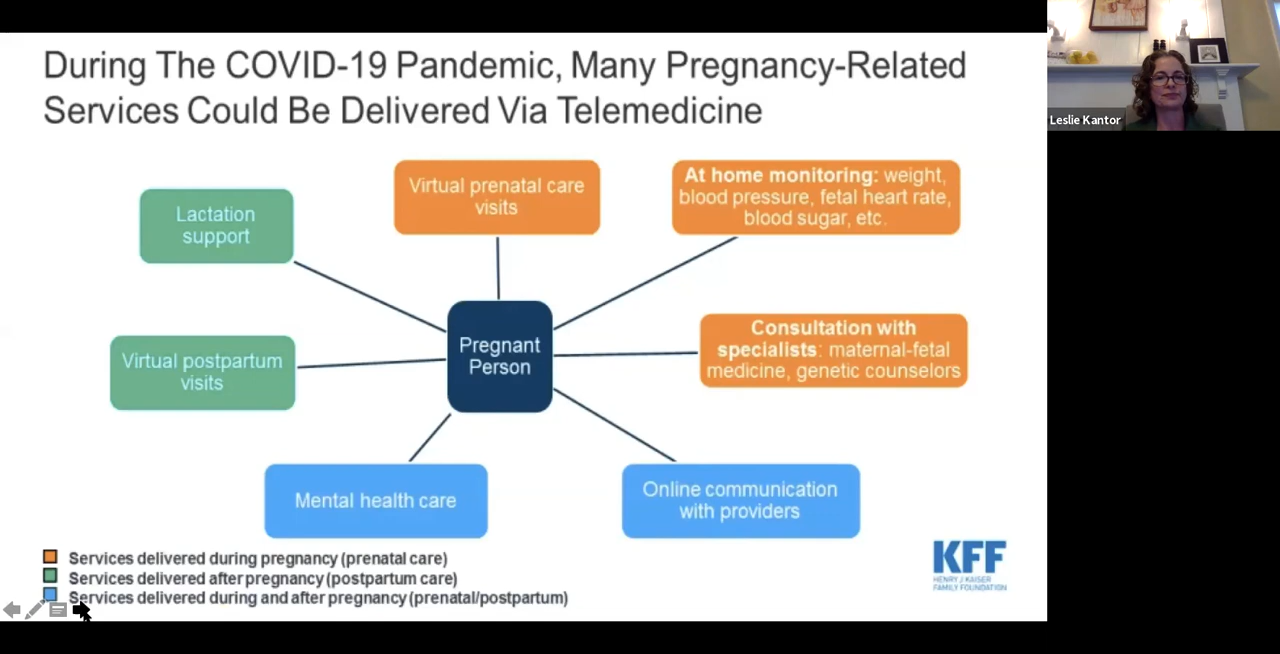 During The COVID-19 Pandemic, Many Pregnancy-Related
Services Could Be Delivered Via Telemedicine
Leslie Kantor
Lactation
support
Virtual prenatal care
visits
At home monitoring: weight,
blood pressure, fetal heart rate,
blood sugar, etc.
Virtual postpartum
visits
Pregnant
Person
Consultation with
specialists: maternal-fetal
medicine, genetic counselors
Mental health care
Online communication
with providers
Services delivered during pregnancy (prenatal care)
Services delivered after pregnancy (postpartum care)
Services delivered during and after pregnancy (prenatal/postpartum)
KFF
HENRY J KAISER
FAMILY FOUNDATION